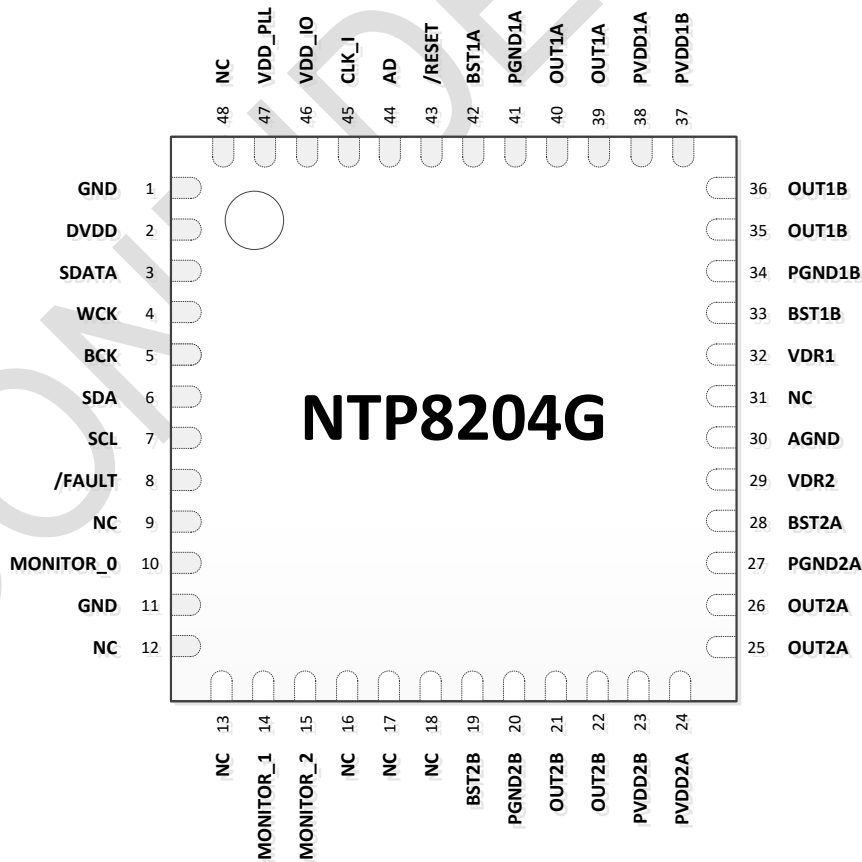 NC
VDD_PLL
VDD_IO
CLK_I
AD
/RESET
BST1A
PGND1A
OUT1A
OUT1A
PVDD1A
PVDD1B
48
47
46
45
44
43
42
41
40
39
38
37
GND 1
DVDD 2
SDATA 3
WCK 4
BCK 5
SDA 6
SCL 7
/FAULT 8
NC 9
MONITOR_0 10
GND 11
NC 12
NTP8204G
36 OUT1B
35 OUT1B
34 PGND1B
33 BST1B
32 VDR1
31 NC
30 AGND
29 VDR2
28 BST2A
27 PGND2A
26 OUT2A
25 OUT2A
13
14
15
16
17
18
19
20
21
22
23
24
NC
MONITOR_1
MONITOR_2
NC
NC
NC
BST2B
PGND2B
OUT2B
OUT2B
PVDD2B
PVDD2A